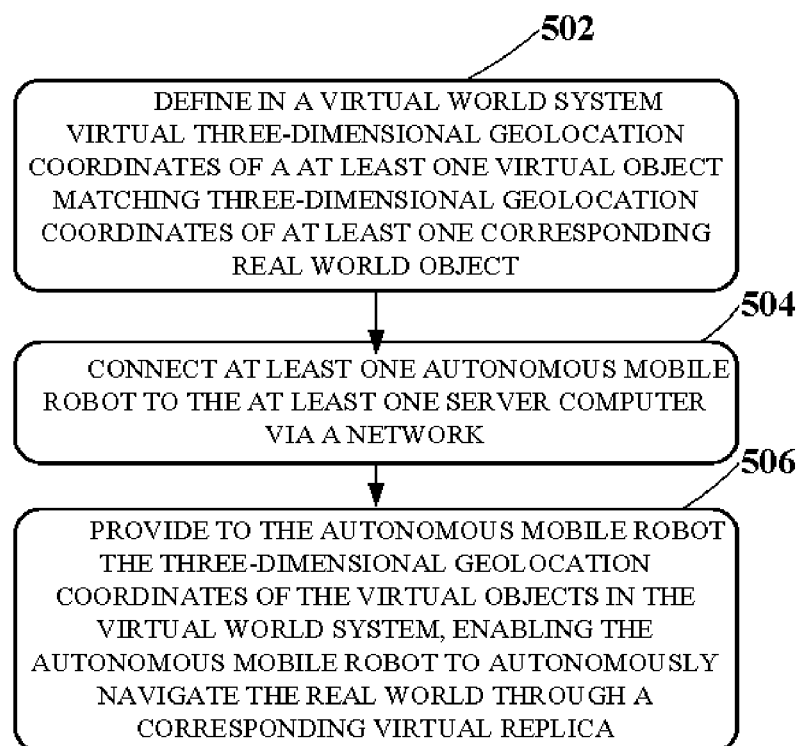 502
DEFINE IN A VIRTUAL WORLD SYSTEM
VIRTUAL THREE-DIMENSIONAL GEOLOCATION
COORDINATES OF A AT LEAST ONE VIRTUAL OBJECT
MATCHING THREE-DIMENSIONAL GEOLOCATION
COORDINATES OF AT LEAST ONE CORRESPONDING
REAL WORLD OBJECT
504
CONNECT AT LEAST ONE AUTONOMOUS MOBILE
ROBOT TO THE AT LEAST ONE SERVER COMPUTER
VIA A NETWORK
506
PROVIDE TO THE AUTONOMOUS MOBILE ROBOT
THE THREE-DIMENSIONAL GEOLOCATION
COORDINATES OF THE VIRTUAL OBJECTS IN THE
VIRTUAL WORLD SYSTEM, ENABLING THE
AUTONOMOUS MOBILE ROBOT TO AUTONOMOUSLY
NAVIGATE THE REAL WORLD THROUGH A
CORRESPONDING VIRTUAL REPLICA